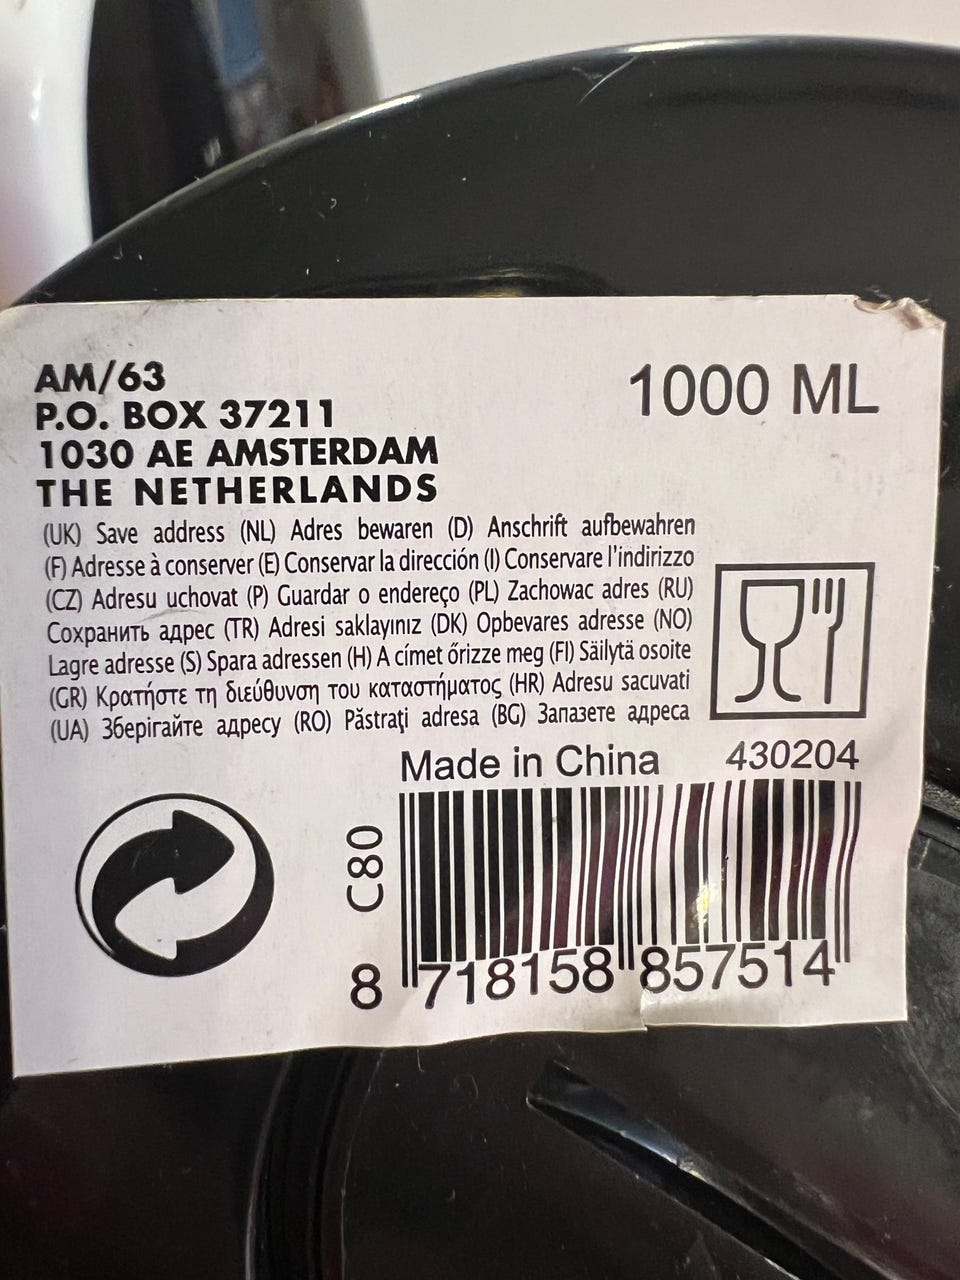 AM/63
P.O. BOX 37211
1030 AE AMSTERDAM
THE NETHERLANDS
1000 ML
(UK) Save address (NL) Adres bewaren (D) Anschrift aufbewahren
(F) Adresse à conserver (E) Conservar la dirección (I) Conservare l'indirizzo
(CZ) Adresu uchovat (P) Guardar o endereço (PL) Zachowac adres (RU)
Сохранить адрес (TR) Adresi saklayınız (DK) Opbevares adresse (NO)
Lagre adresse (S) Spara adressen (H) A címet őrizze meg (FI) Säilytä osoite
(GR) Κρατήστε τη διεύθυνση του καταστήματος (HR) Adresu sacuvati
(UA) Зберігайте адресу (RO) Păstraţi adresa (BG) Запазете адреса
Made in China 430204
C80
8 718158 857514